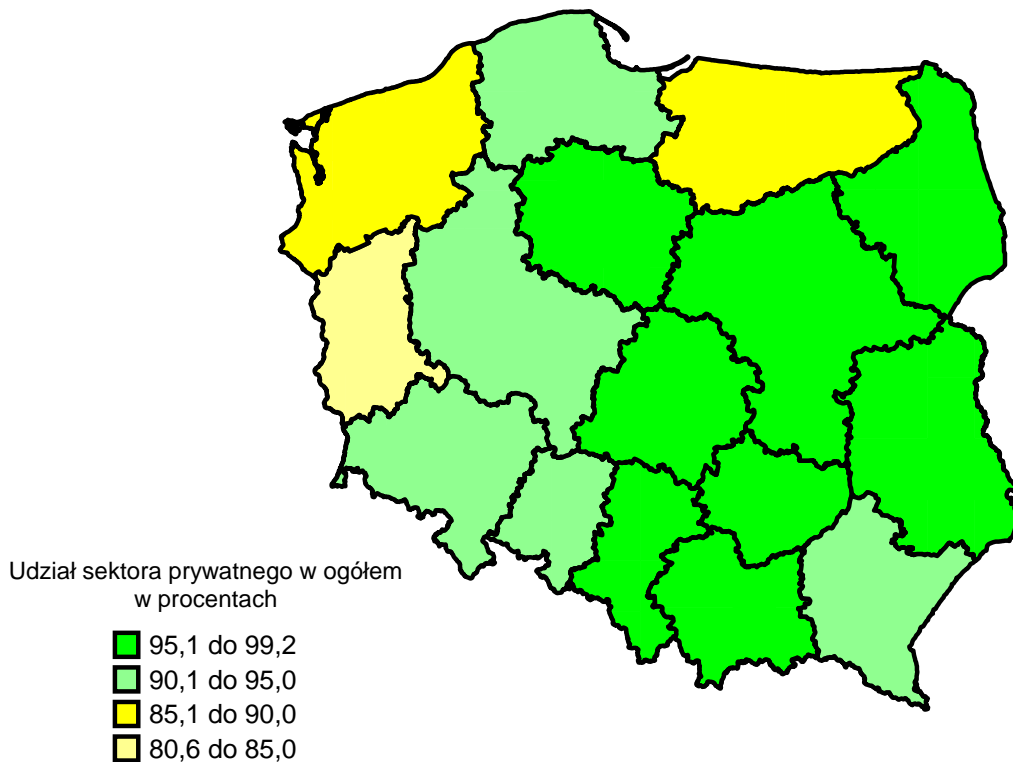 Udział sektora prywatnego w ogółem
w procentach
95,1 do 99,2
90,1 do 95,0
85,1 do 90,0
80,6 do 85,0